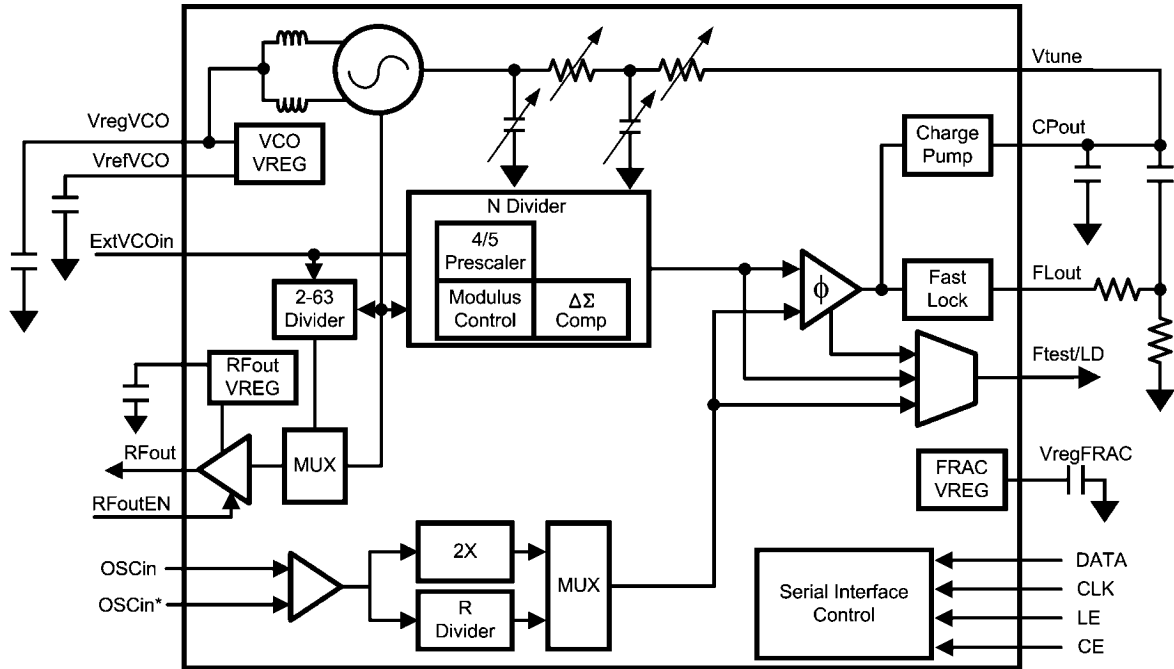 Vtune
VregVCO
VCO
VREG
VrefVCO
Charge
Pump
CPout
N Divider
4/5
Prescaler
Modulus
Control
ΔΣ
Comp
ExtVCOin
2-63
Divider
ϕ
Fast
Lock
FLout
RFout
VREG
Ftest/LD
RFout
MUX
RFoutEN
FRAC
VREG
VregFRAC
OSCin
OSCin*
2X
R
Divider
MUX
Serial Interface
Control
DATA
CLK
LE
CE